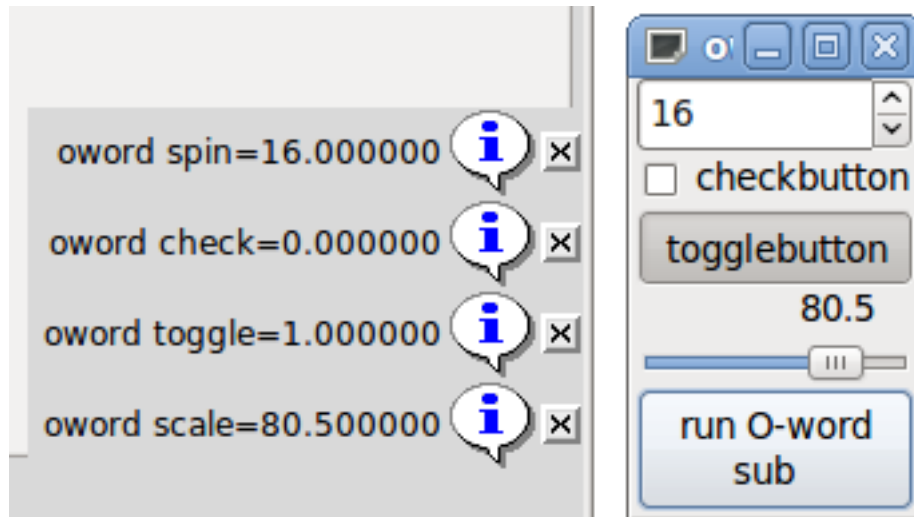 oword spin=16.000000
oword check=0.000000
oword toggle=1.000000
oword scale=80.500000
16
checkbutton
togglebutton
80.5
run O-word
sub